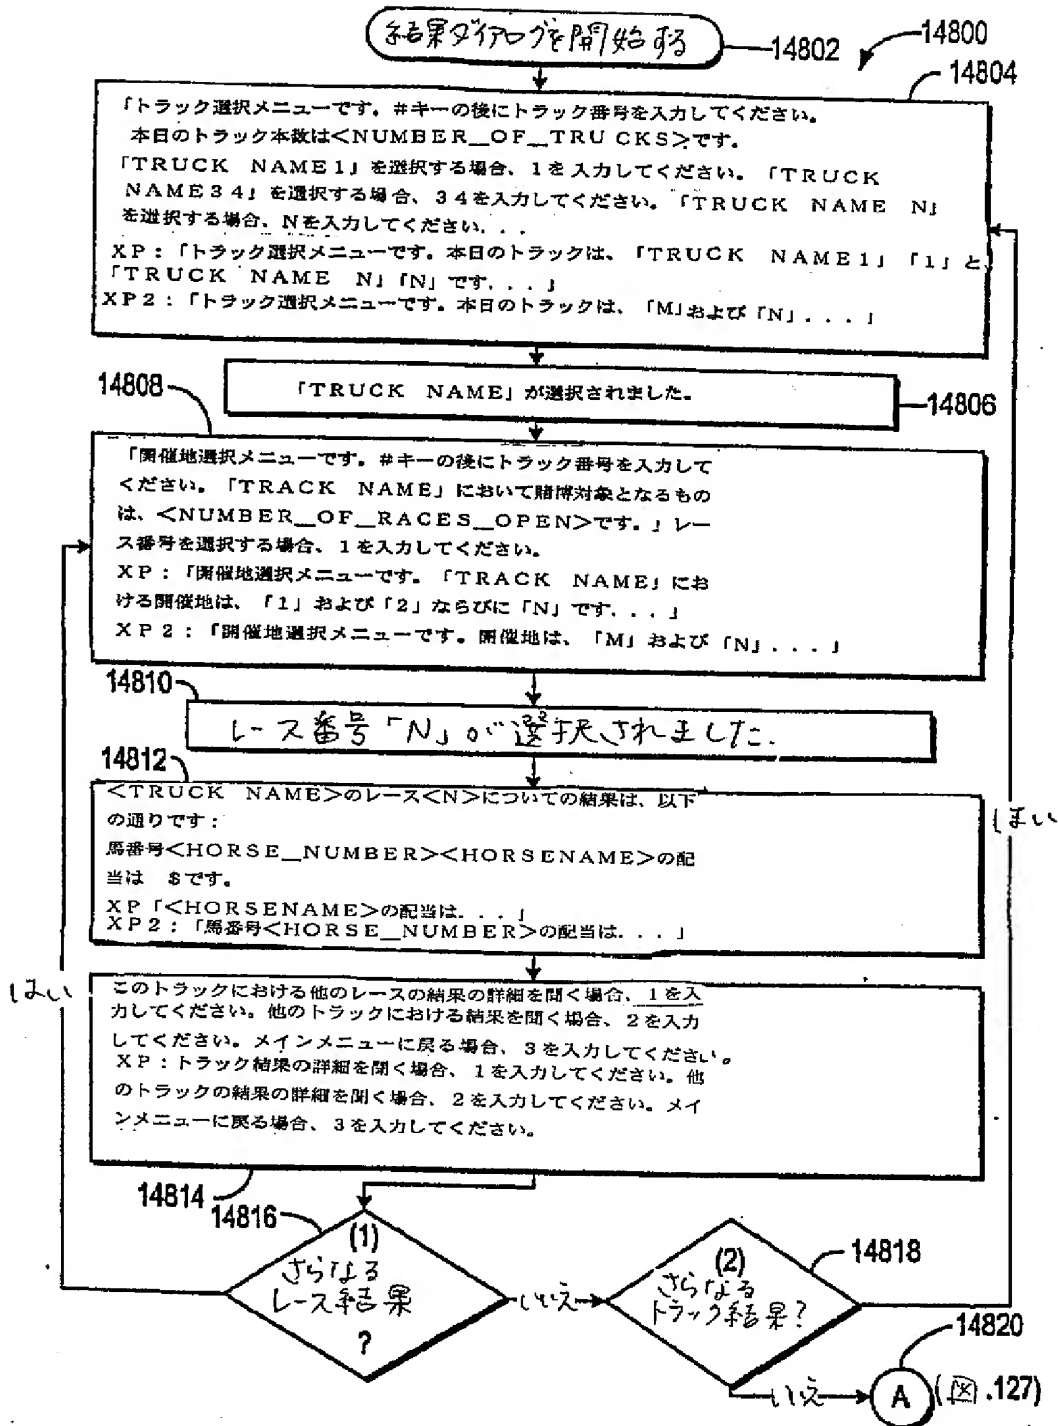 結果ダイアログを開始する
14802
14800
14804
「トラック選択メニューです。#キーの後にトラック番号を入力してください。
本日のトラック本数は<NUMBER_OF_TRUCKS>です。
「TRUCK NAME1」を選択する場合、1を入力してください。「TRUCK
NAME34」を選択する場合、34を入力してください。「TRUCK NAME N」
を選択する場合、Nを入力してください...
XP:「トラック選択メニューです。本日のトラックは、「TRUCK NAME1」「1」と
「TRUCK NAME N」「N」です...」
XP2:「トラック選択メニューです。本日のトラックは、「M」および「N」...」
14808
「TRUCK NAME」が選択されました。
14806
「開催地選択メニューです。#キーの後にトラック番号を入力して
ください。「TRACK NAME」において賭博対象となるもの
は、<NUMBER_OF_RACES_OPEN>です。」レー
ス番号を選択する場合、1を入力してください。
XP:「開催地選択メニューです。「TRACK NAME」にお
ける開催地は、「1」および「2」ならびに「N」です...」
XP2:「開催地選択メニューです。開催地は、「M」および「N」...」
14810
レース番号「N」が選択されました.
14812
<TRUCK NAME>のレース<N>についての結果は、以下
の通りです:
馬番号<HORSE_NUMBER><HORSENAME>の配
当は $です。
XP「<HORSENAME>の配当は...」
XP2:「馬番号<HORSE_NUMBER>の配当は...」
はい
はい
このトラックにおける他のレースの結果の詳細を聞く場合、1を入
力してください。他のトラックにおける結果を聞く場合、2を入力
してください。メインメニューに戻る場合、3を入力してください。
XP:トラック結果の詳細を聞く場合、1を入力してください。他
のトラックの結果の詳細を聞く場合、2を入力してください。メイ
ンメニューに戻る場合、3を入力してください。
14814
14816
(1)
さらなる
レース結果
?
いいえ
(2)
さらなる
トラック結果?
14818
14820
いいえ
A
(図.127)